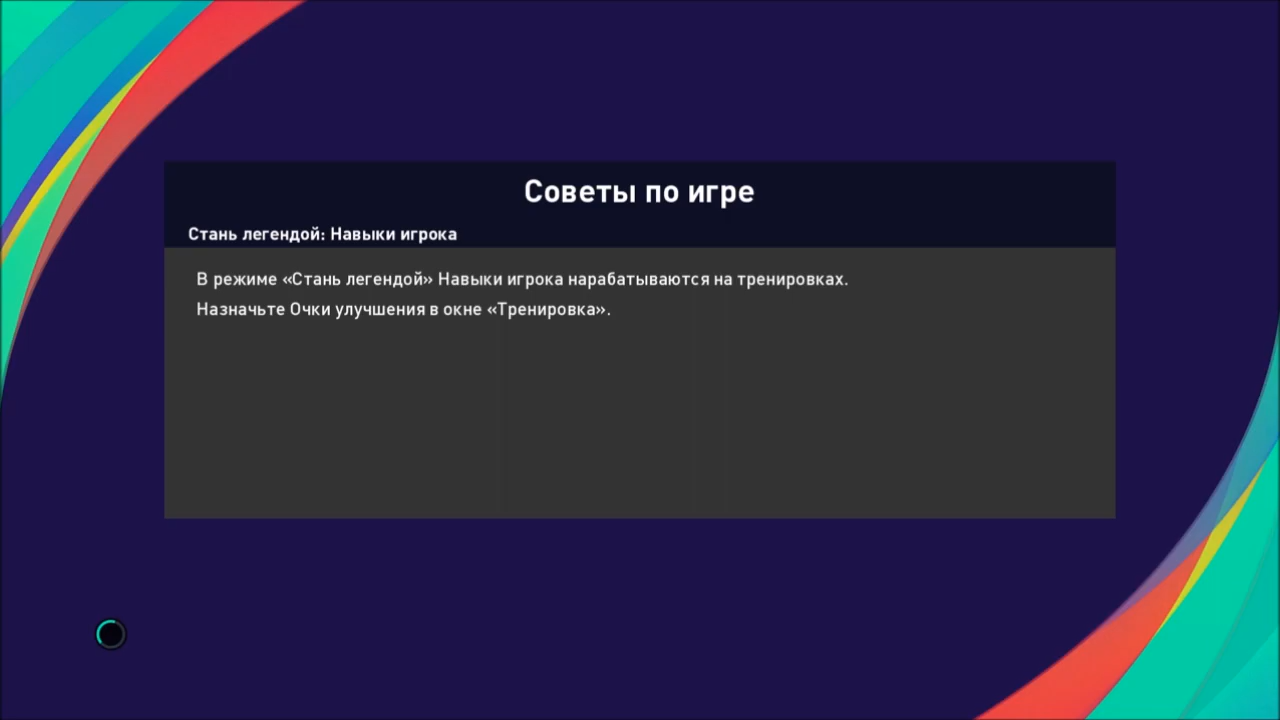 Советы по игре
Стань легендой: Навыки игрока
В режиме «Стань легендой» Навыки игрока нарабатываются на тренировках.
Назначьте Очки улучшения в окне «Тренировка».